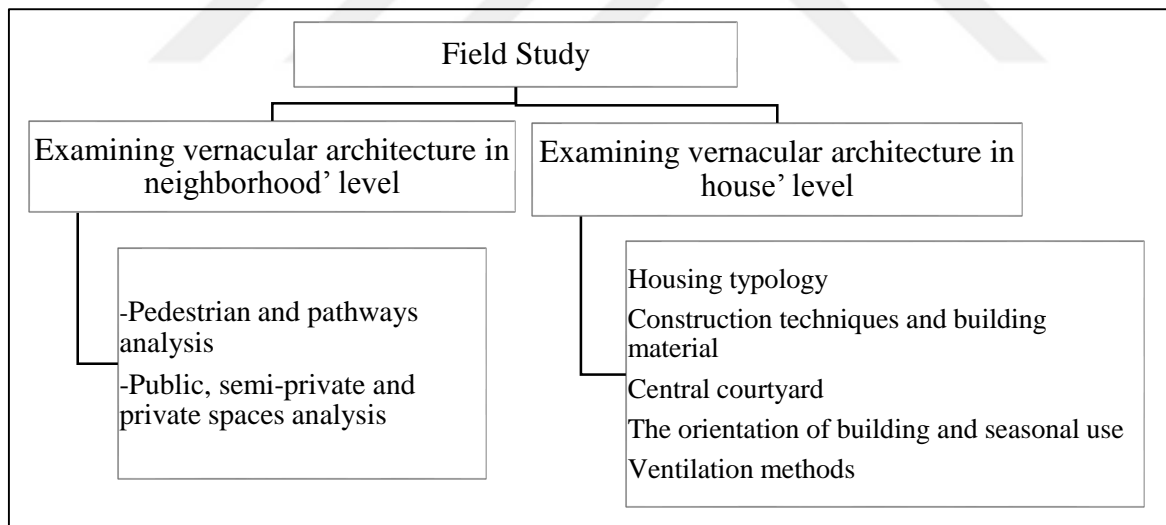 Field Study
Examining vernacular architecture in
neighborhood’ level
Examining vernacular architecture in
house’ level
-Pedestrian and pathways
analysis
-Public, semi-private and
private spaces analysis
Housing typology
Construction techniques and building
material
Central courtyard
The orientation of building and seasonal use
Ventilation methods